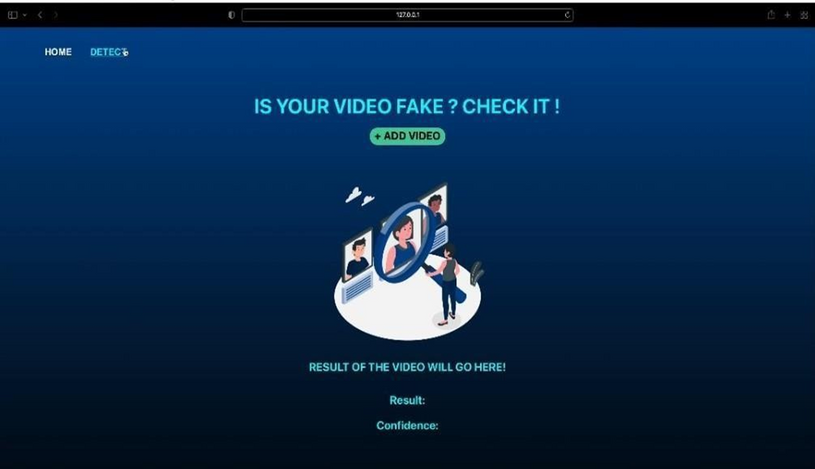 127.0.0.1
HOME DETECT
IS YOUR VIDEO FAKE ? CHECK IT !
+ ADD VIDEO
RESULT OF THE VIDEO WILL GO HERE!
Result:
Confidence: